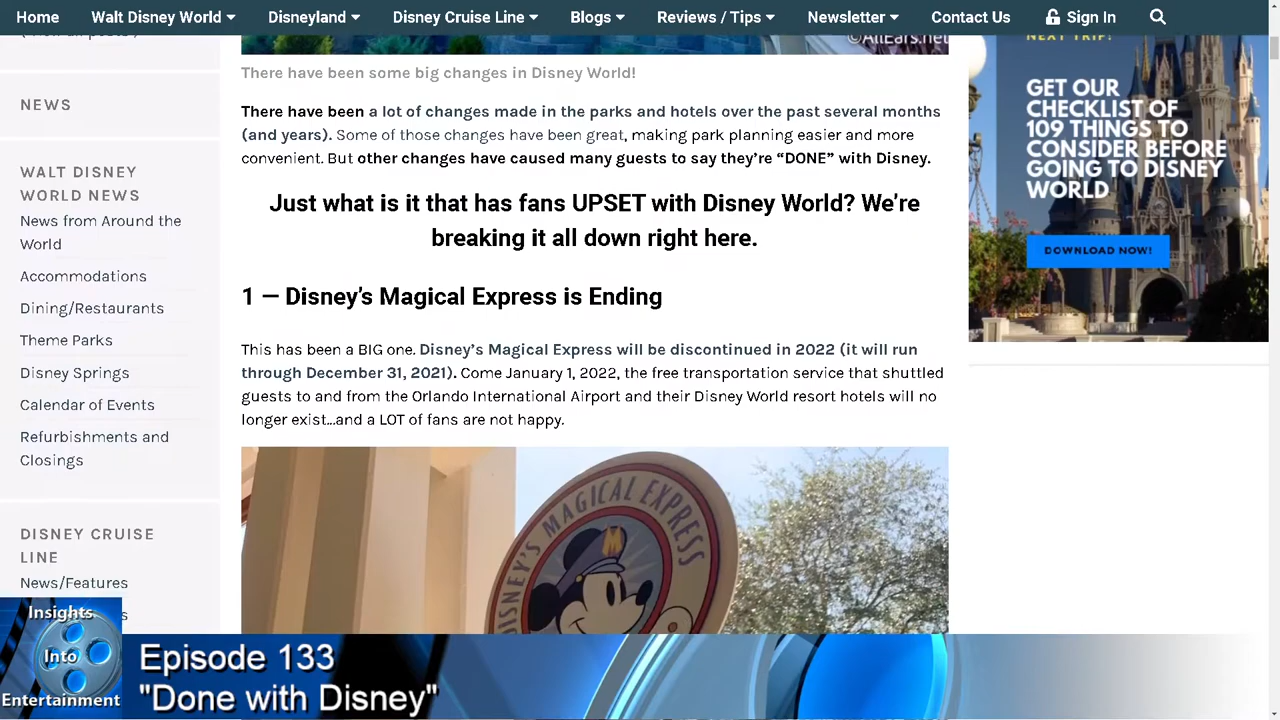 Home
Walt Disney World
Disneyland
Disney Cruise Line
Blogs
Reviews / Tips
Newsletter
Contact Us
Sign In
©AllEars.net
There have been some big changes in Disney World!
There have been a lot of changes made in the parks and hotels over the past several months
(and years). Some of those changes have been great, making park planning easier and more
convenient. But other changes have caused many guests to say they're “DONE” with Disney.
Just what is it that has fans UPSET with Disney World? We're
breaking it all down right here.
1 — Disney's Magical Express is Ending
This has been a BIG one. Disney's Magical Express will be discontinued in 2022 (it will run
through December 31, 2021). Come January 1, 2022, the free transportation service that shuttled
guests to and from the Orlando International Airport and their Disney World resort hotels will no
longer exist…and a LOT of fans are not happy.
DISNEY'S MAGICAL EXPRESS
M
NEWS
WALT DISNEY
WORLD NEWS
News from Around the
World
Accommodations
Dining/Restaurants
Theme Parks
Disney Springs
Calendar of Events
Refurbishments and
Closings
DISNEY CRUISE
LINE
News/Features
NEXT TRIP!
GET OUR
CHECKLIST OF
109 THINGS TO
CONSIDER BEFORE
GOING TO DISNEY
WORLD
DOWNLOAD NOW!
Insights
Into
Entertainment
Episode 133
"Done with Disney"